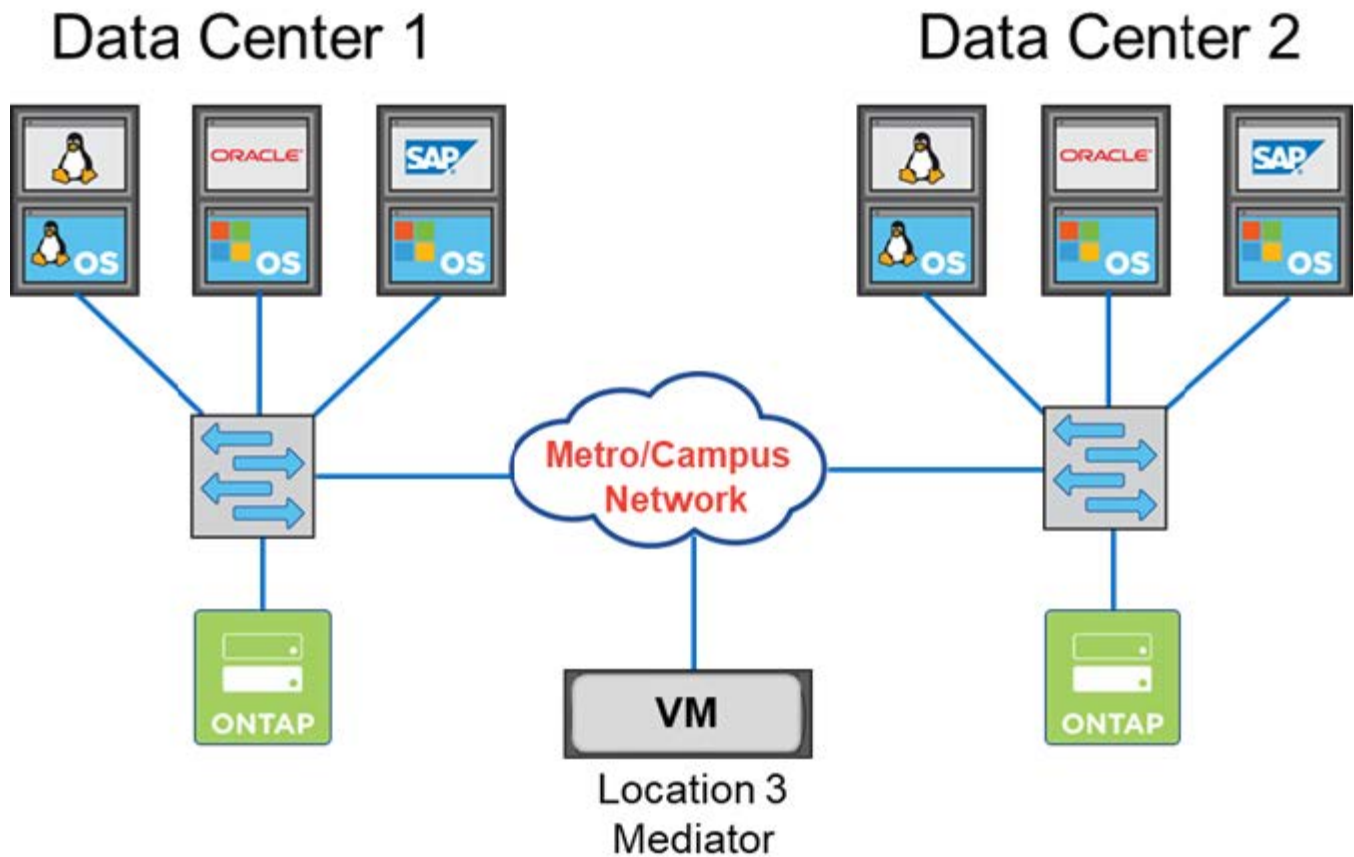 Data Center 1
Data Center 2
ORACLE
SAP
ORACLE
SAP
OS
OS
OS
OS
OS
OS
Metro/Campus
Network
ONTAP
VM
ONTAP
Location 3
Mediator